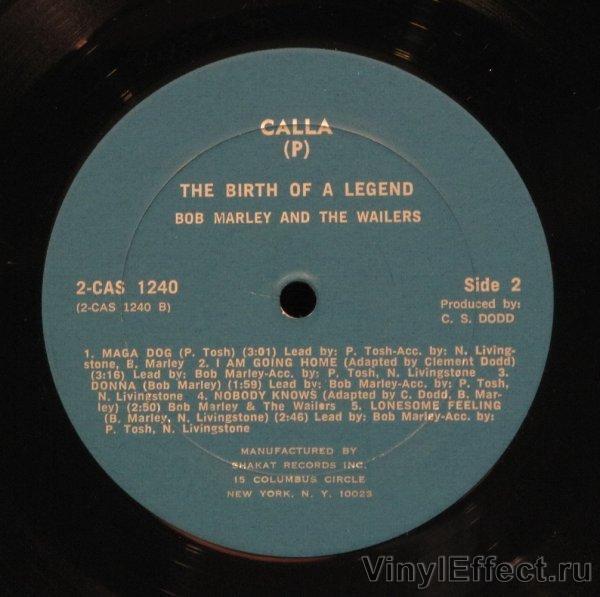 CALLA
(P)
THE BIRTH OF A LEGEND
BOB MARLEY AND THE WAILERS
2-CAS 1240
(2-CAS 1240 B)
Side 2
Produced by:
C. S. DODD
1. MAGA DOG (P. Tosh) (3:01) Lead by: P. Tosh-Acc. by: N. Living-
stone, B. Marley 2. I AM GOING HOME (Adapted by Clement Dodd)
(3:16) Lead by: Bob Marley-Acc. by: P. Tosh, N. Livingstone 3.
DONNA (Bob Marley) (1:59) Lead by: Bob Marley-Acc. by: P. Tosh,
N. Livingstone 4. NOBODY KNOWS (Adapted by C. Dodd, B. Mar-
ley) (2:50) Bob Marley & The Wailers 5. LONESOME FEELING
(B. Marley, N. Livingstone) (2:46) Lead by: Bob Marley-Acc. by:
P. Tosh, N. Livingstone
MANUFACTURED BY
SHAKAT RECORDS INC.
15 COLUMBUS CIRCLE
NEW YORK, N. Y. 10023
VinylEffect.ru